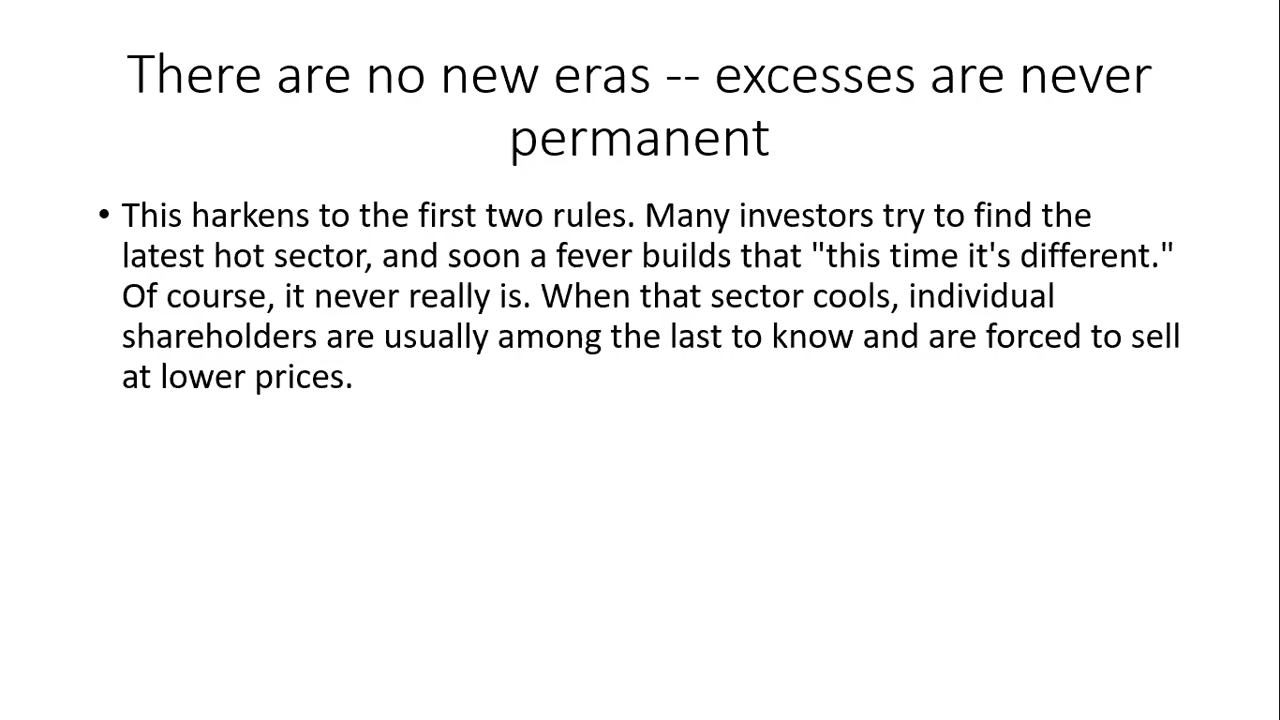 There are no new eras -- excesses are never
permanent
• This harkens to the first two rules. Many investors try to find the
latest hot sector, and soon a fever builds that "this time it's different."
Of course, it never really is. When that sector cools, individual
shareholders are usually among the last to know and are forced to sell
at lower prices.